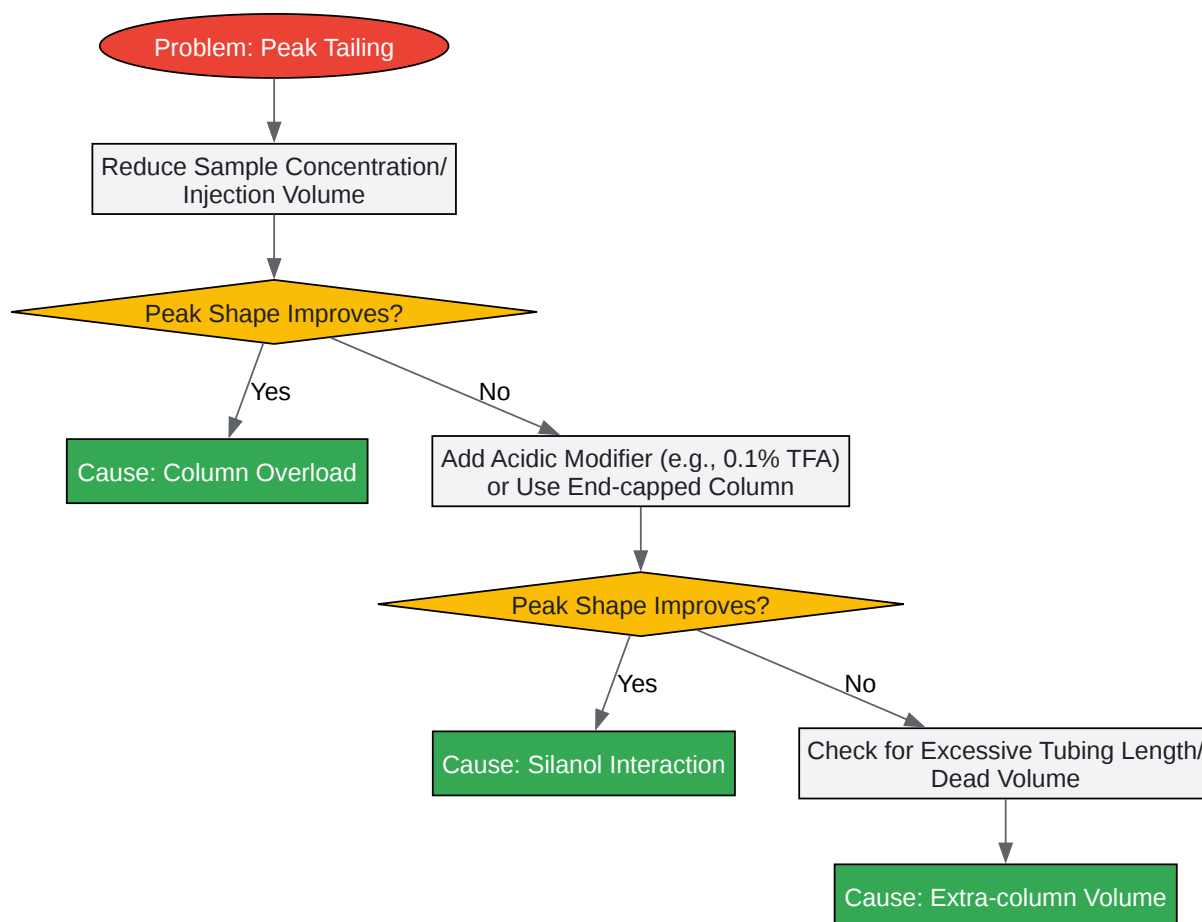 Problem: Peak Tailing
Reduce Sample Concentration/
Injection Volume
Peak Shape Improves?
Yes
No
Cause: Column Overload
Add Acidic Modifier (e.g., 0.1% TFA)
or Use End-capped Column
Peak Shape Improves?
Yes
No
Cause: Silanol Interaction
Check for Excessive Tubing Length/
Dead Volume
Cause: Extra-column Volume